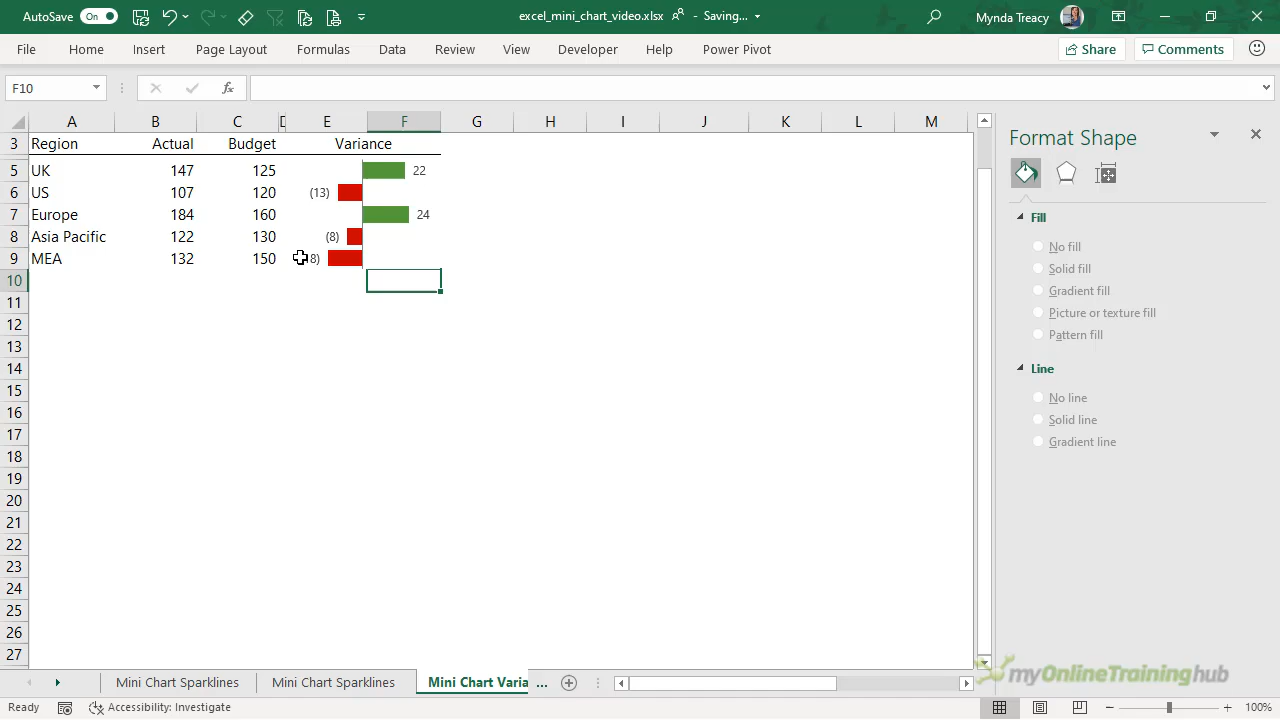 AutoSave On excel_mini_chart_video.xlsx - Saving... Mynda Treacy
File Home Insert Page Layout Formulas Data Review View Developer Help Power Pivot Share Comments
F10 fx
A B C D E F G H I J K L M
3 Region Actual Budget Variance
5 UK 147 125 22
6 US 107 120 (13)
7 Europe 184 160 24
8 Asia Pacific 122 130 (8)
9 MEA 132 150 8)
10
11
12
13
14
15
16
17
18
19
20
21
22
23
24
25
26
27
Format Shape
Fill
No fill
Solid fill
Gradient fill
Picture or texture fill
Pattern fill
Line
No line
Solid line
Gradient line
myOnlineTraininghub
Mini Chart Sparklines Mini Chart Sparklines Mini Chart Varia ...
Ready Accessibility: Investigate 100%